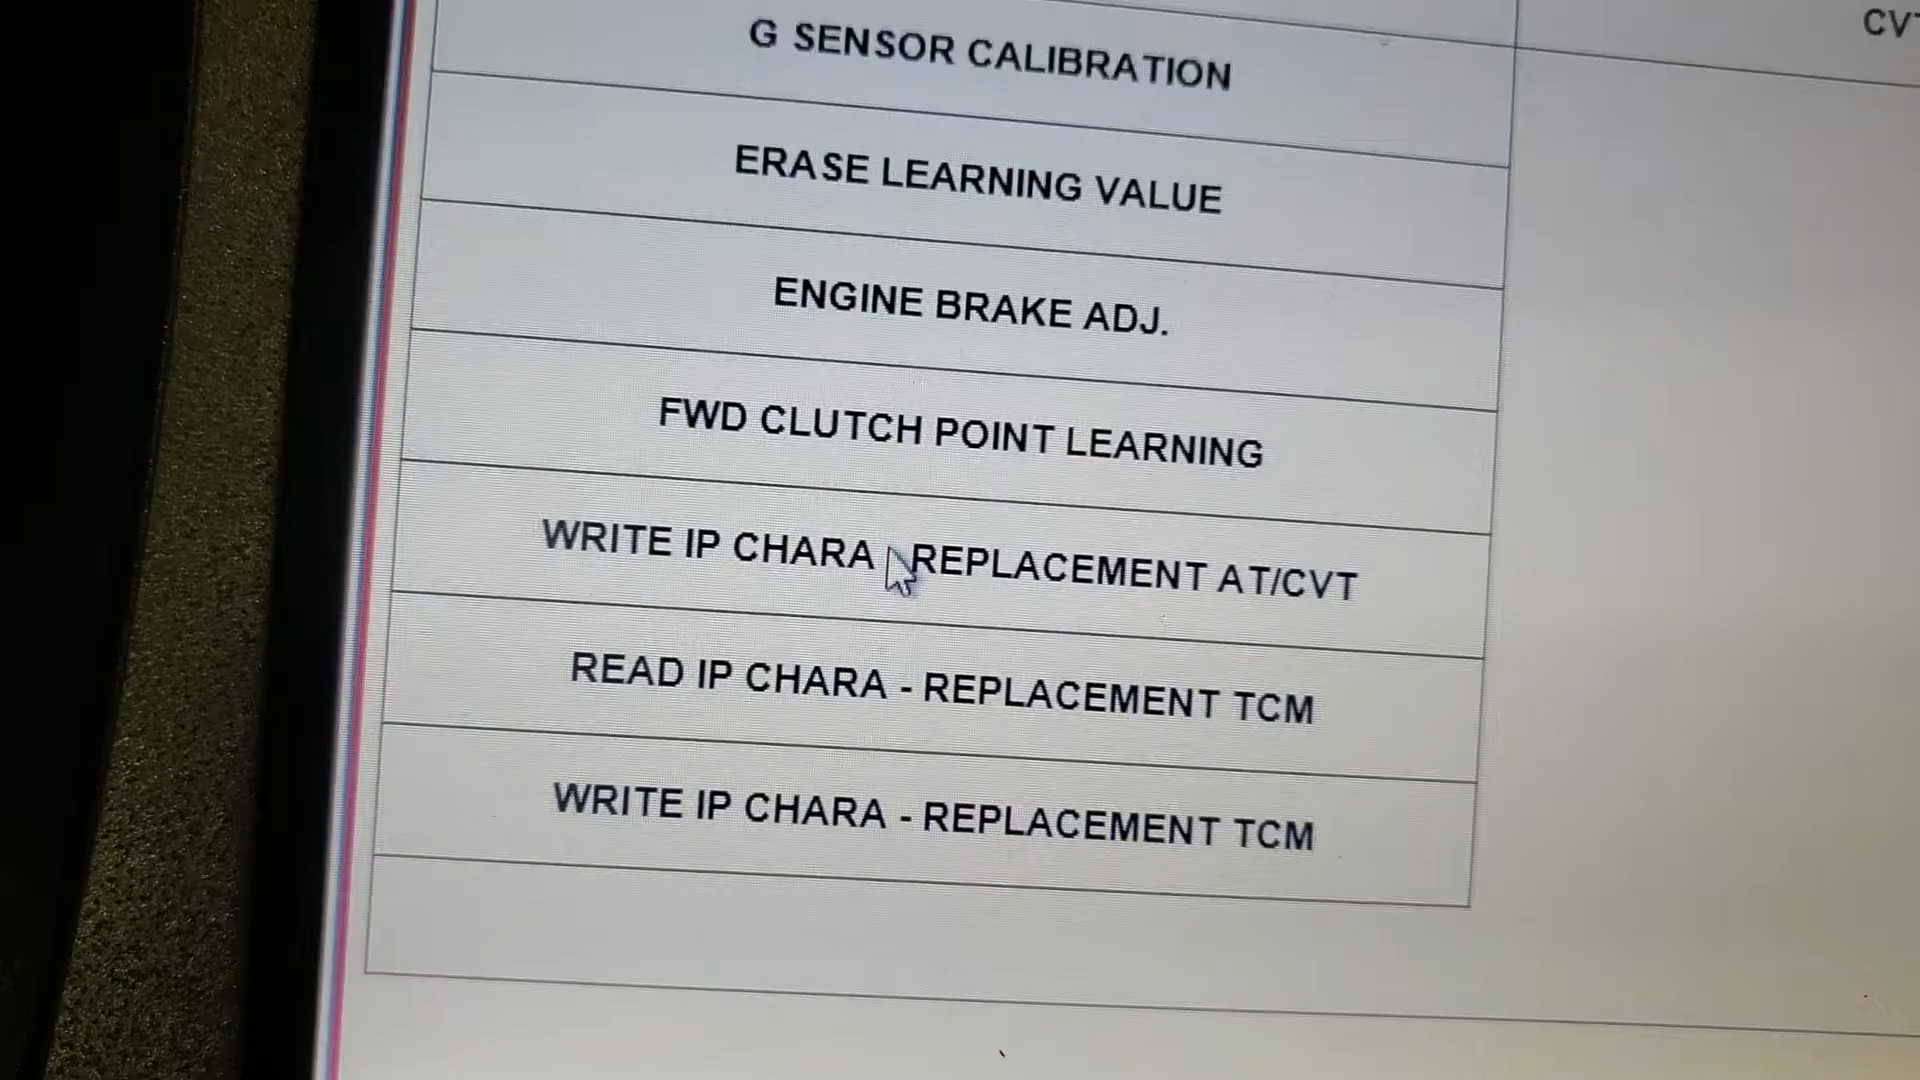 G SENSOR CALIBRATION
CV
ERASE LEARNING VALUE
ENGINE BRAKE ADJ.
FWD CLUTCH POINT LEARNING
WRITE IP CHARA REPLACEMENT AT/CVT
READ IP CHARA - REPLACEMENT TCM
WRITE IP CHARA - REPLACEMENT TCM